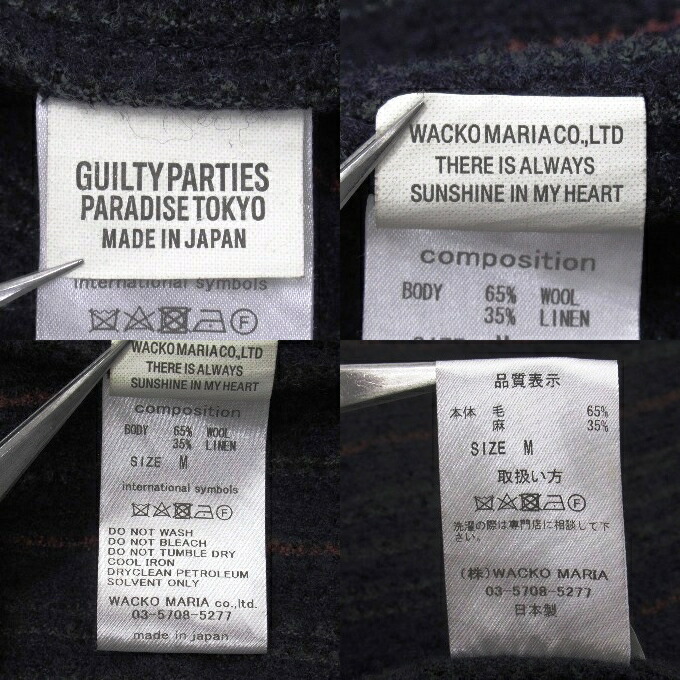 GUILTY PARTIES
PARADISE TOKYO
MADE IN JAPAN
international symbols
F
WACKO MARIA CO.,LTD
THERE IS ALWAYS
SUNSHINE IN MY HEART
composition
BODY 65% WOOL
35% LINEN
WACKO MARIA CO.,LTD
THERE IS ALWAYS
SUNSHINE IN MY HEART
composition
BODY 65% WOOL
35% LINEN
SIZE M
international symbols
F
DO NOT WASH
DO NOT BLEACH
DO NOT TUMBLE DRY
COOL IRON
DRYCLEAN PETROLEUM
SOLVENT ONLY
WACKO MARIA co.,ltd.
03-5708-5277
made in japan
品質表示
本体 毛 65%
麻 35%
SIZE M
取扱い方
F
洗濯の際は専門店に相談して下
さい。
(株)WACKO MARIA
03-5708-5277
日本製